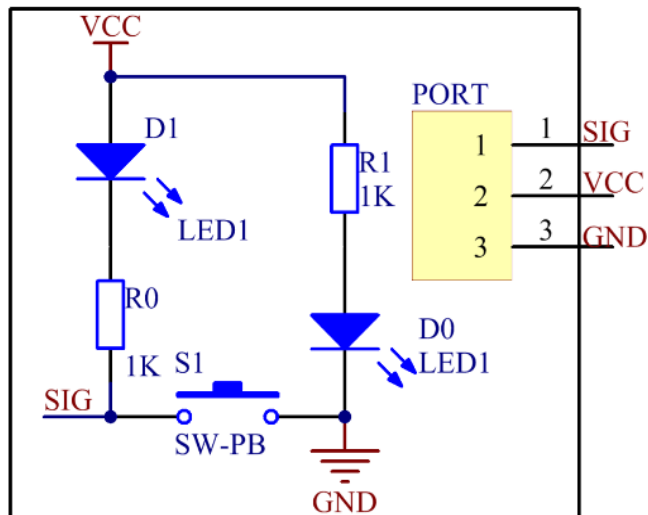 VCC
D1
LED1
R0
1K
SIG
S1
SW-PB
R1
1K
D0
LED1
GND
PORT
1 1 SIG
2 2 VCC
3 3 GND